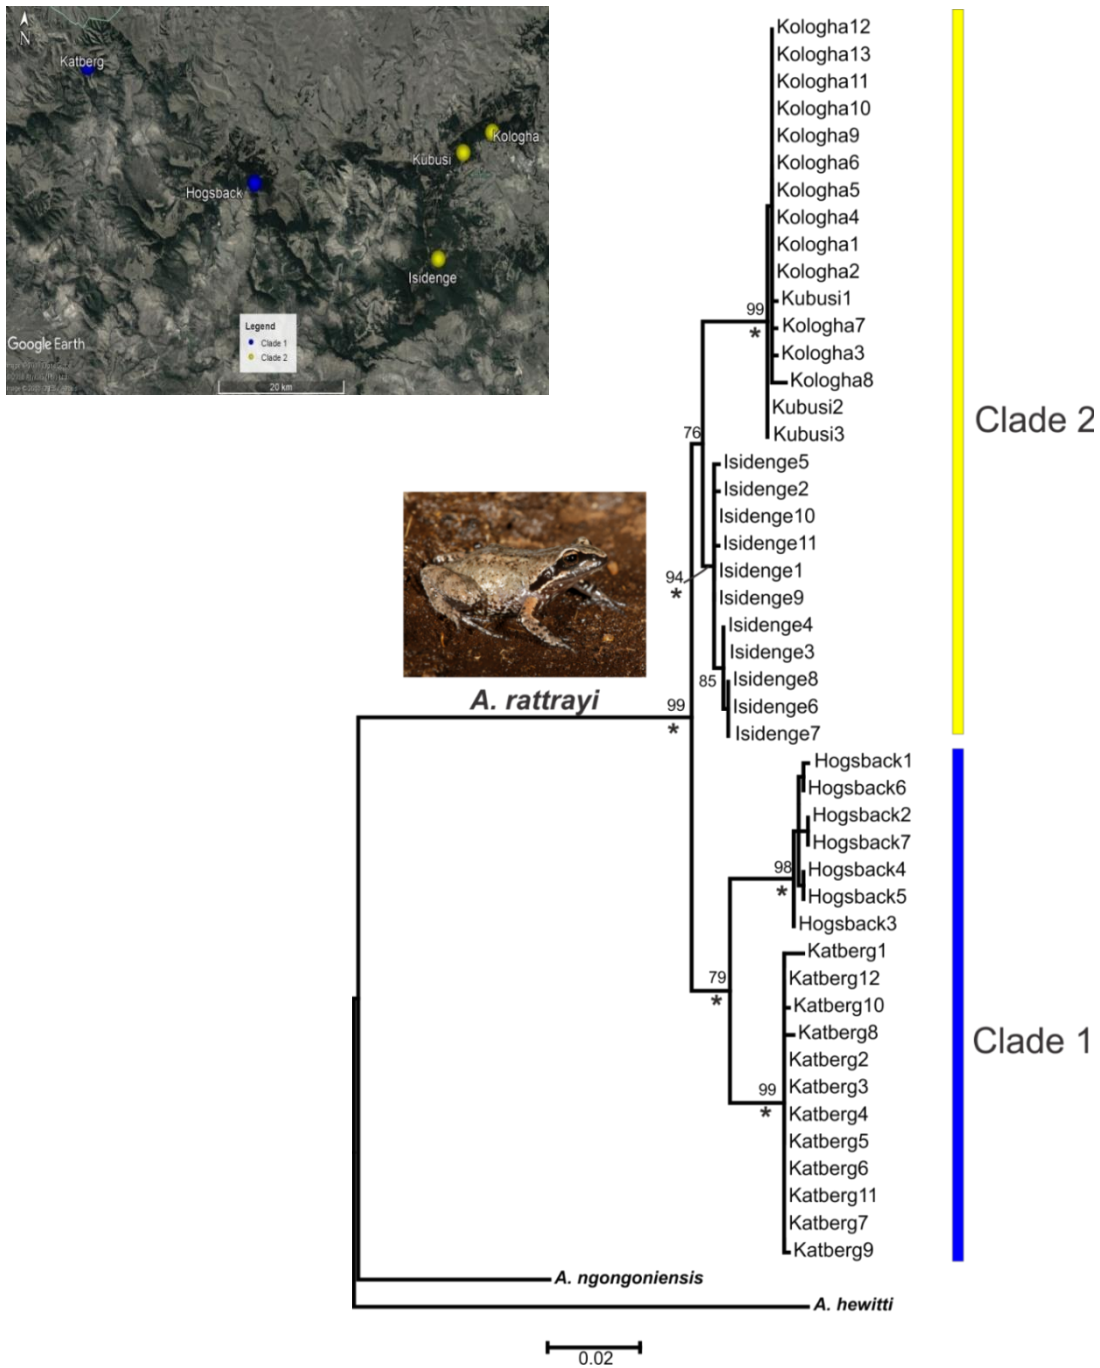 N
Katberg
Kologha
Kubusi
Hogsback
Isidenge
Legend
Clade 1
Clade 2
Google Earth
20 km
Kologha12
Kologha13
Kologha11
Kologha10
Kologha9
Kologha6
Kologha5
Kologha4
Kologha1
Kologha2
Kubusi1
99
*
Kologha7
Kologha3
Kologha8
Kubusi2
Kubusi3
Clade 2
76
Isidenge5
Isidenge2
Isidenge10
Isidenge11
Isidenge1
94
*
Isidenge9
Isidenge4
Isidenge3
Isidenge8
85
Isidenge6
Isidenge7
A. rattrayi
99
*
Hogsback1
Hogsback6
Hogsback2
Hogsback7
Hogsback4
98
*
Hogsback5
Hogsback3
Katberg1
79
*
Katberg12
Katberg10
Katberg8
Katberg2
Katberg3
99
*
Katberg4
Katberg5
Katberg6
Katberg11
Katberg7
Katberg9
Clade 1
A. ngongoniensis
A. hewitti
0.02